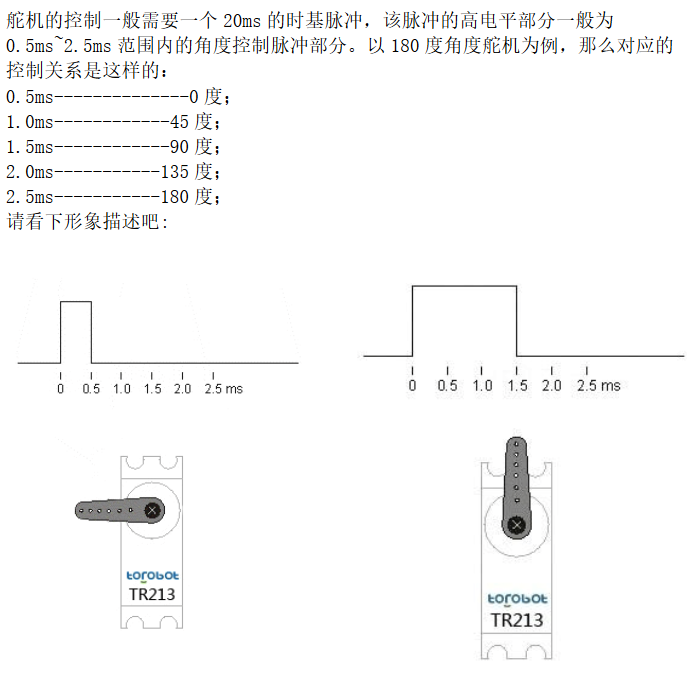 舵机的控制一般需要一个 20ms 的时基脉冲，该脉冲的高电平部分一般为
0.5ms~2.5ms 范围内的角度控制脉冲部分。以 180 度角度舵机为例，那么对应的
控制关系是这样的：
0.5ms--------------0 度；
1.0ms------------45 度；
1.5ms------------90 度；
2.0ms-----------135 度；
2.5ms-----------180 度；
请看下形象描述吧：
0 0.5 1.0 1.5 2.0 2.5 ms
0 0.5 1.0 1.5 2.0 2.5 ms
torobot
TR213
torobot
TR213